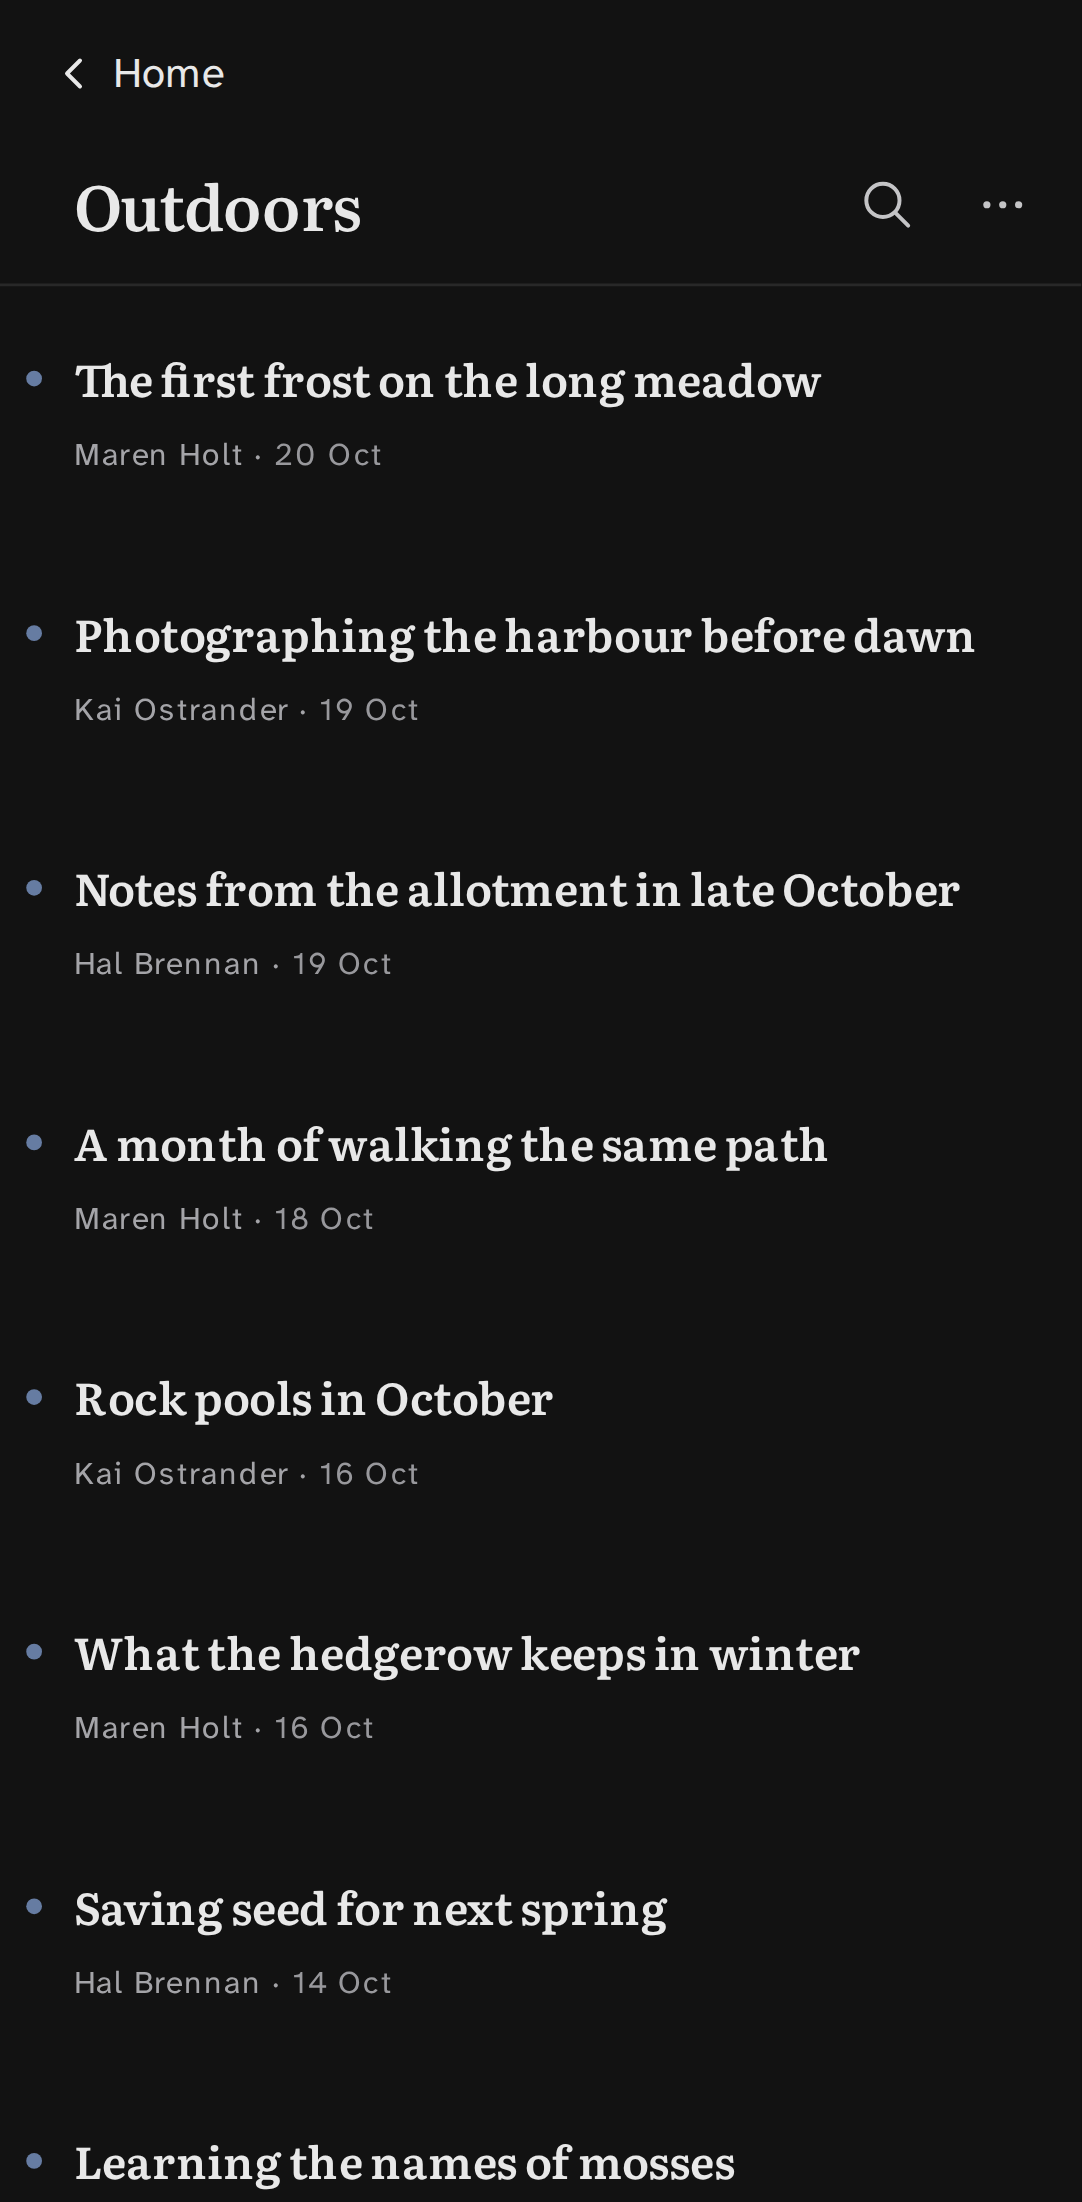 Home
Outdoors
The first frost on the long meadow
Maren Holt · 20 Oct
Photographing the harbour before dawn
Kai Ostrander · 19 Oct
Notes from the allotment in late October
Hal Brennan · 19 Oct
A month of walking the same path
Maren Holt · 18 Oct
Rock pools in October
Kai Ostrander · 16 Oct
What the hedgerow keeps in winter
Maren Holt · 16 Oct
Saving seed for next spring
Hal Brennan · 14 Oct
Learning the names of mosses